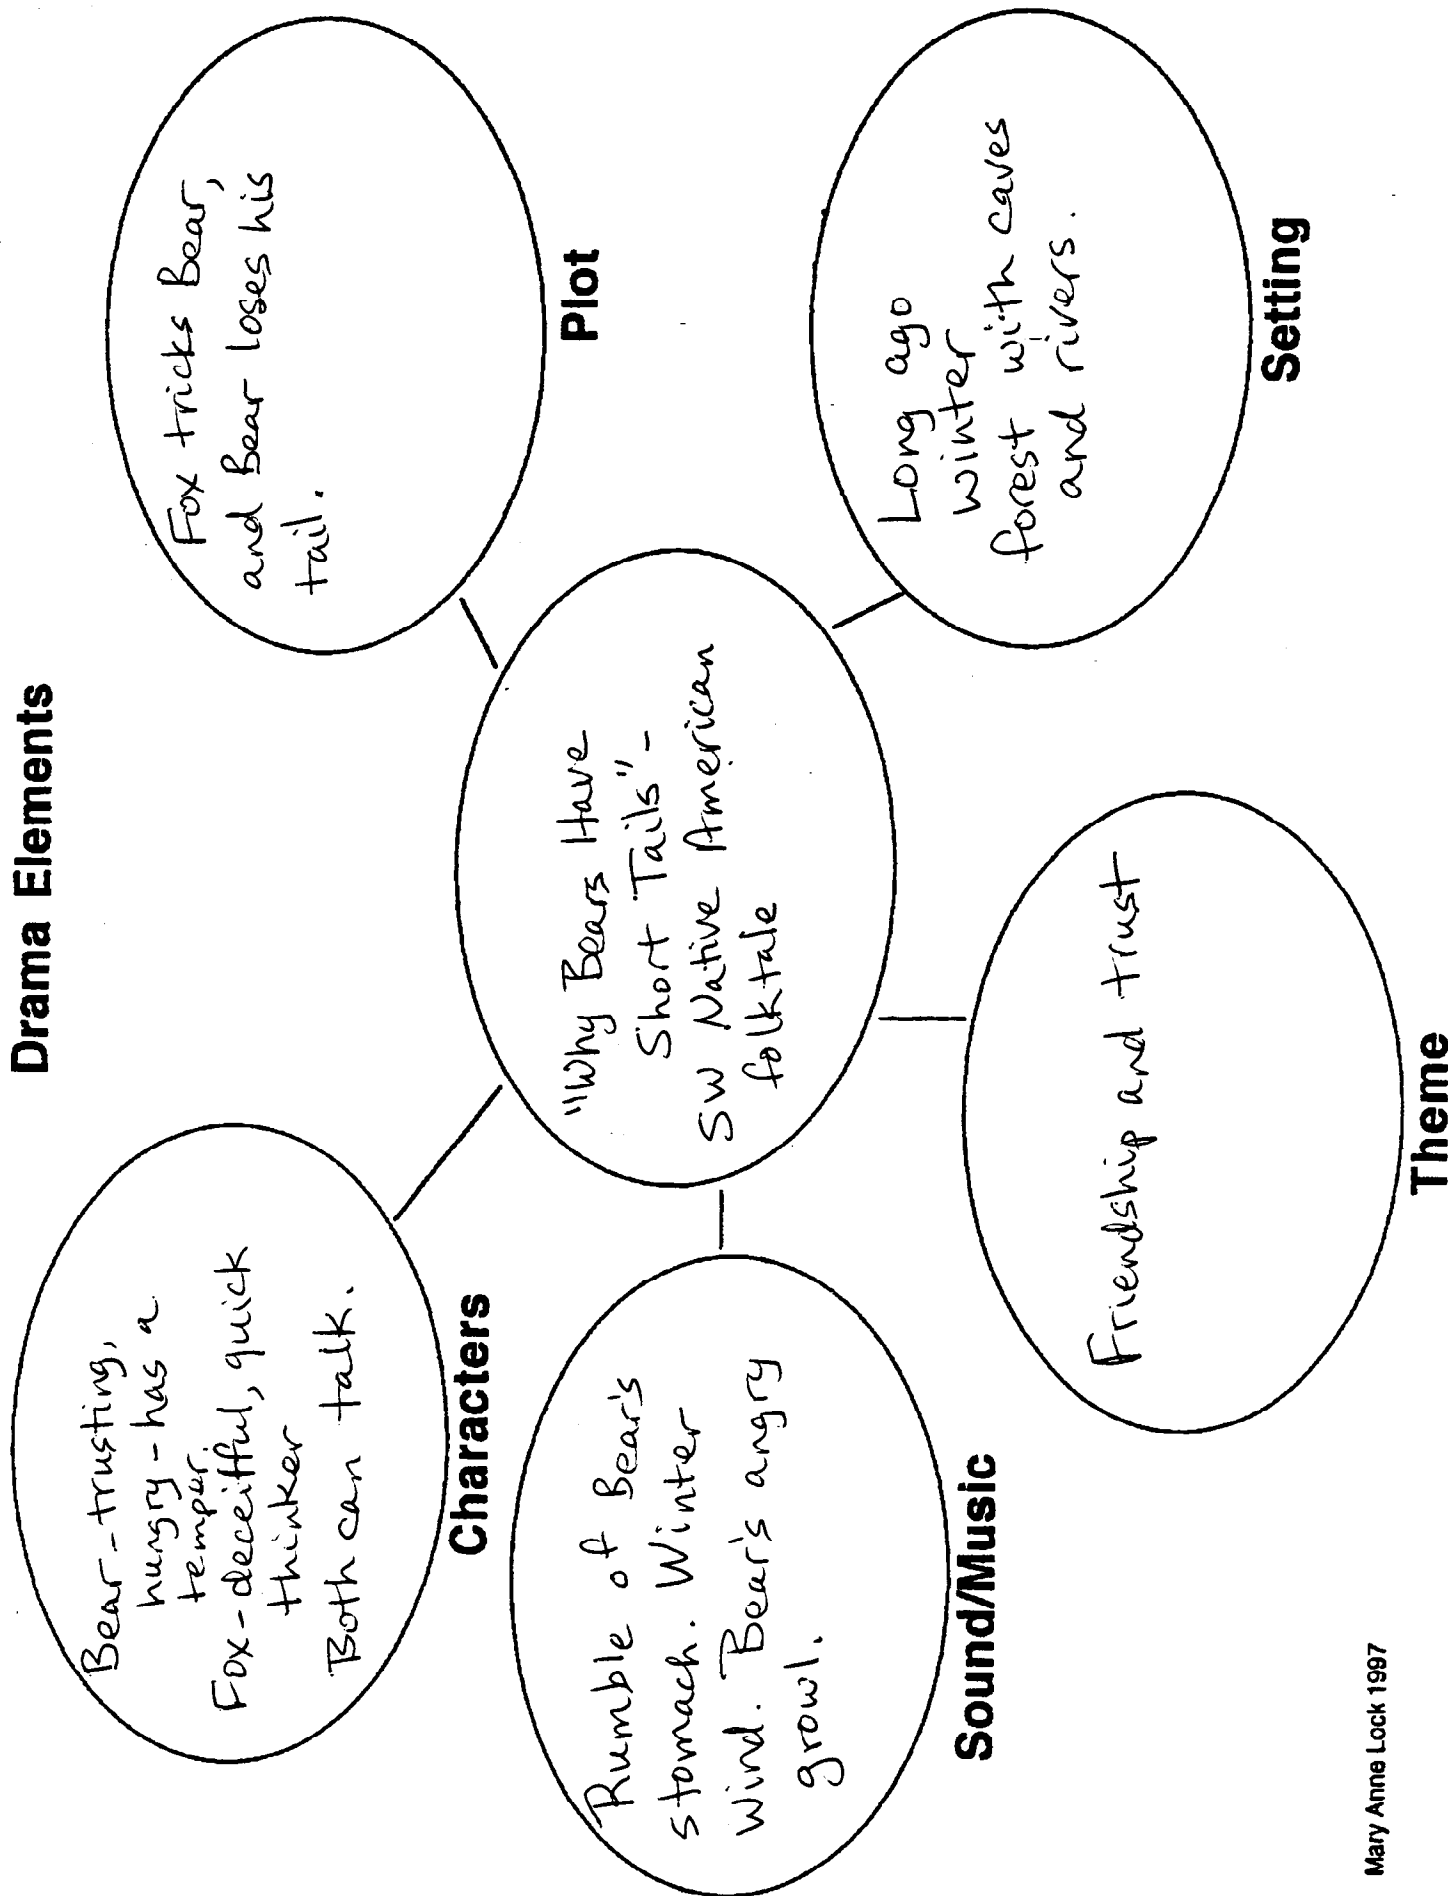 Drama Elements
Bear-trusting,
hungry-has a
temper
Fox-deceitful, quick
thinker
Both can talk.
Characters
Fox tricks Bear,
and Bear loses his
tail.
Plot
"Why Bears Have
Short Tails"-
SW Native American
folktale
Rumble of Bear's
stomach. Winter
wind. Bear's angry
growl.
Sound/Music
Long ago
winter
forest with caves
and rivers.
Setting
Friendship and trust
Theme
Mary Anne Lock 1997